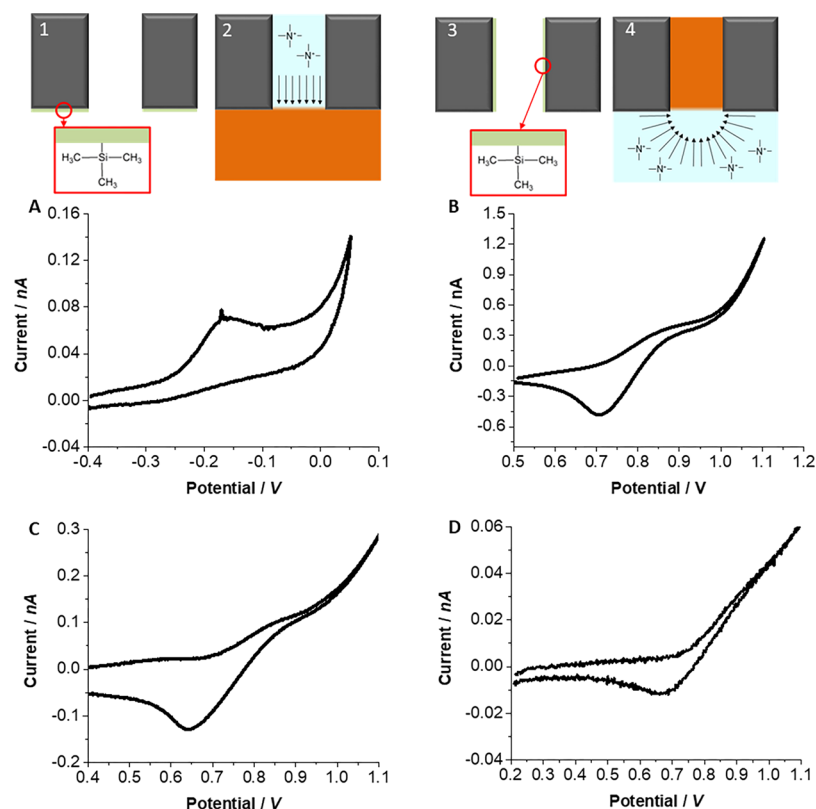 1
2
3
4
—N⁺—
—N⁺—
H₃C—Si—CH₃
CH₃
H₃C—Si—CH₃
CH₃
—N⁺—
—N⁺—
—N⁺—
—N⁺—
A
0.16
0.12
0.08
0.04
0.00
-0.04
Current / nA
-0.4
-0.3
-0.2
-0.1
0.0
0.1
Potential / V
B
1.5
1.2
0.9
0.6
0.3
0.0
-0.3
-0.6
Current / nA
0.5
0.6
0.7
0.8
0.9
1.0
1.1
1.2
Potential / V
C
0.3
0.2
0.1
0.0
-0.1
-0.2
Current / nA
0.4
0.5
0.6
0.7
0.8
0.9
1.0
1.1
Potential / V
D
0.06
0.04
0.02
0.00
-0.02
-0.04
Current / nA
0.2
0.3
0.4
0.5
0.6
0.7
0.8
0.9
1.0
1.1
Potential / V